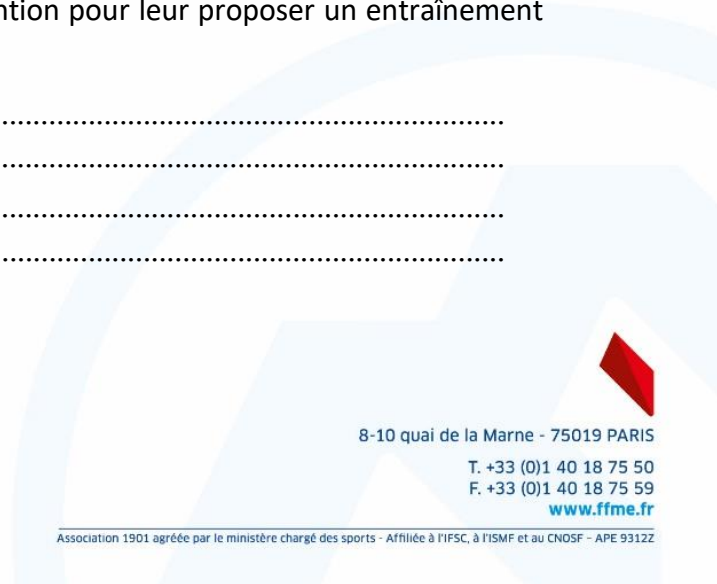 pour leur proposer un entraînement
................................................................
................................................................
................................................................
................................................................
8-10 quai de la Marne - 75019 PARIS
T. +33 (0)1 40 18 75 50
F. +33 (0)1 40 18 75 59
www.ffme.fr
Association 1901 agréée par le ministère chargé des sports - Affiliée à l'IFSC, à l'ISMF et au CNOSF - APE 9312Z